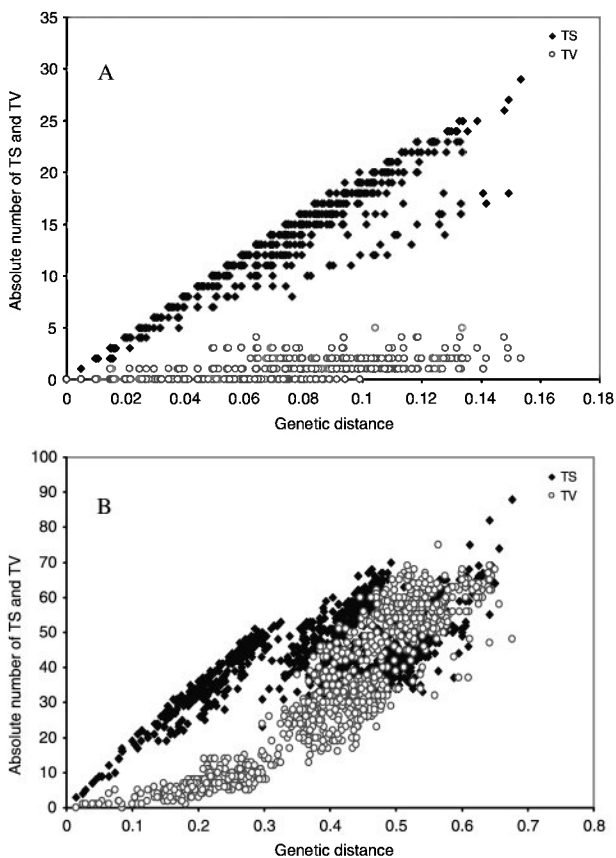 35
A
TS
TV
30
25
20
15
10
5
0
Absolute number of TS and TV
0 0.02 0.04 0.06 0.08 0.1 0.12 0.14 0.16 0.18
Genetic distance
100
B
TS
TV
90
80
70
60
50
40
30
20
10
0
Absolute number of TS and TV
0 0.1 0.2 0.3 0.4 0.5 0.6 0.7 0.8
Genetic distance